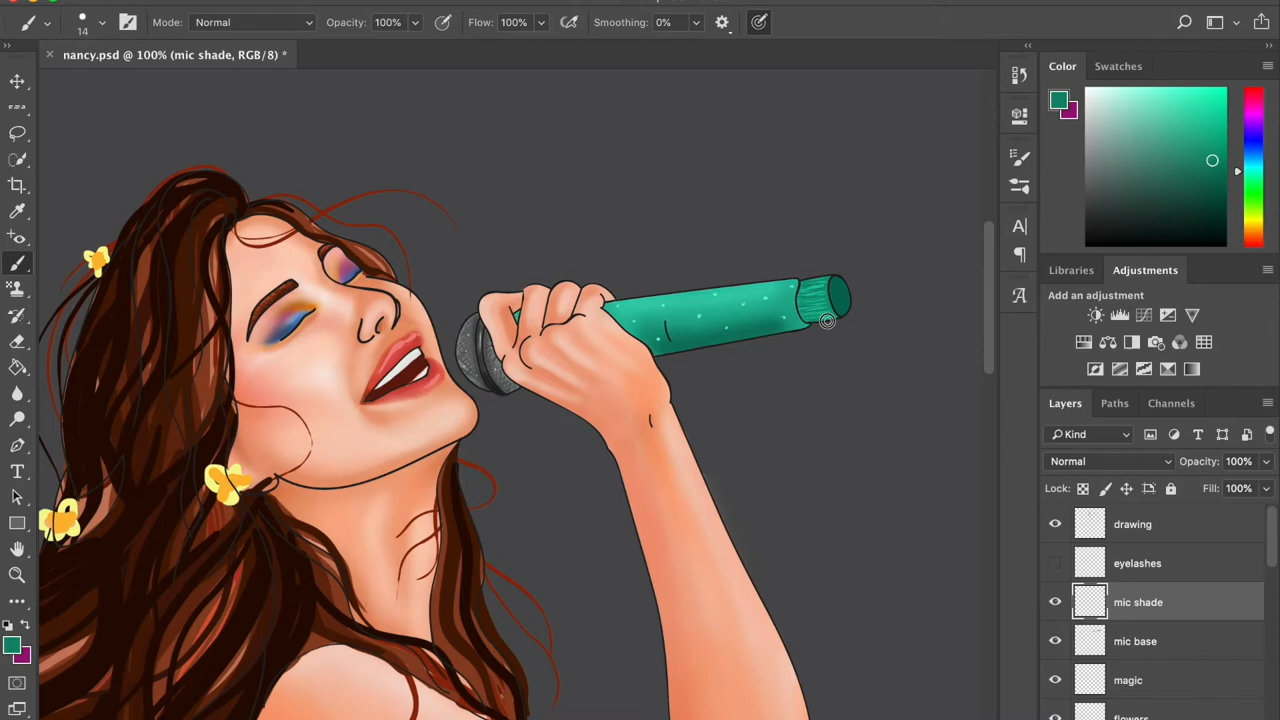 14
Mode: Normal
Opacity: 100%
Flow: 100%
Smoothing: 0%
nancy.psd @ 100% (mic shade, RGB/8) *
Color
Swatches
Libraries
Adjustments
Add an adjustment
Layers
Paths
Channels
Kind
Normal
Opacity: 100%
Lock:
Fill: 100%
drawing
eyelashes
mic shade
mic base
magic
flowers